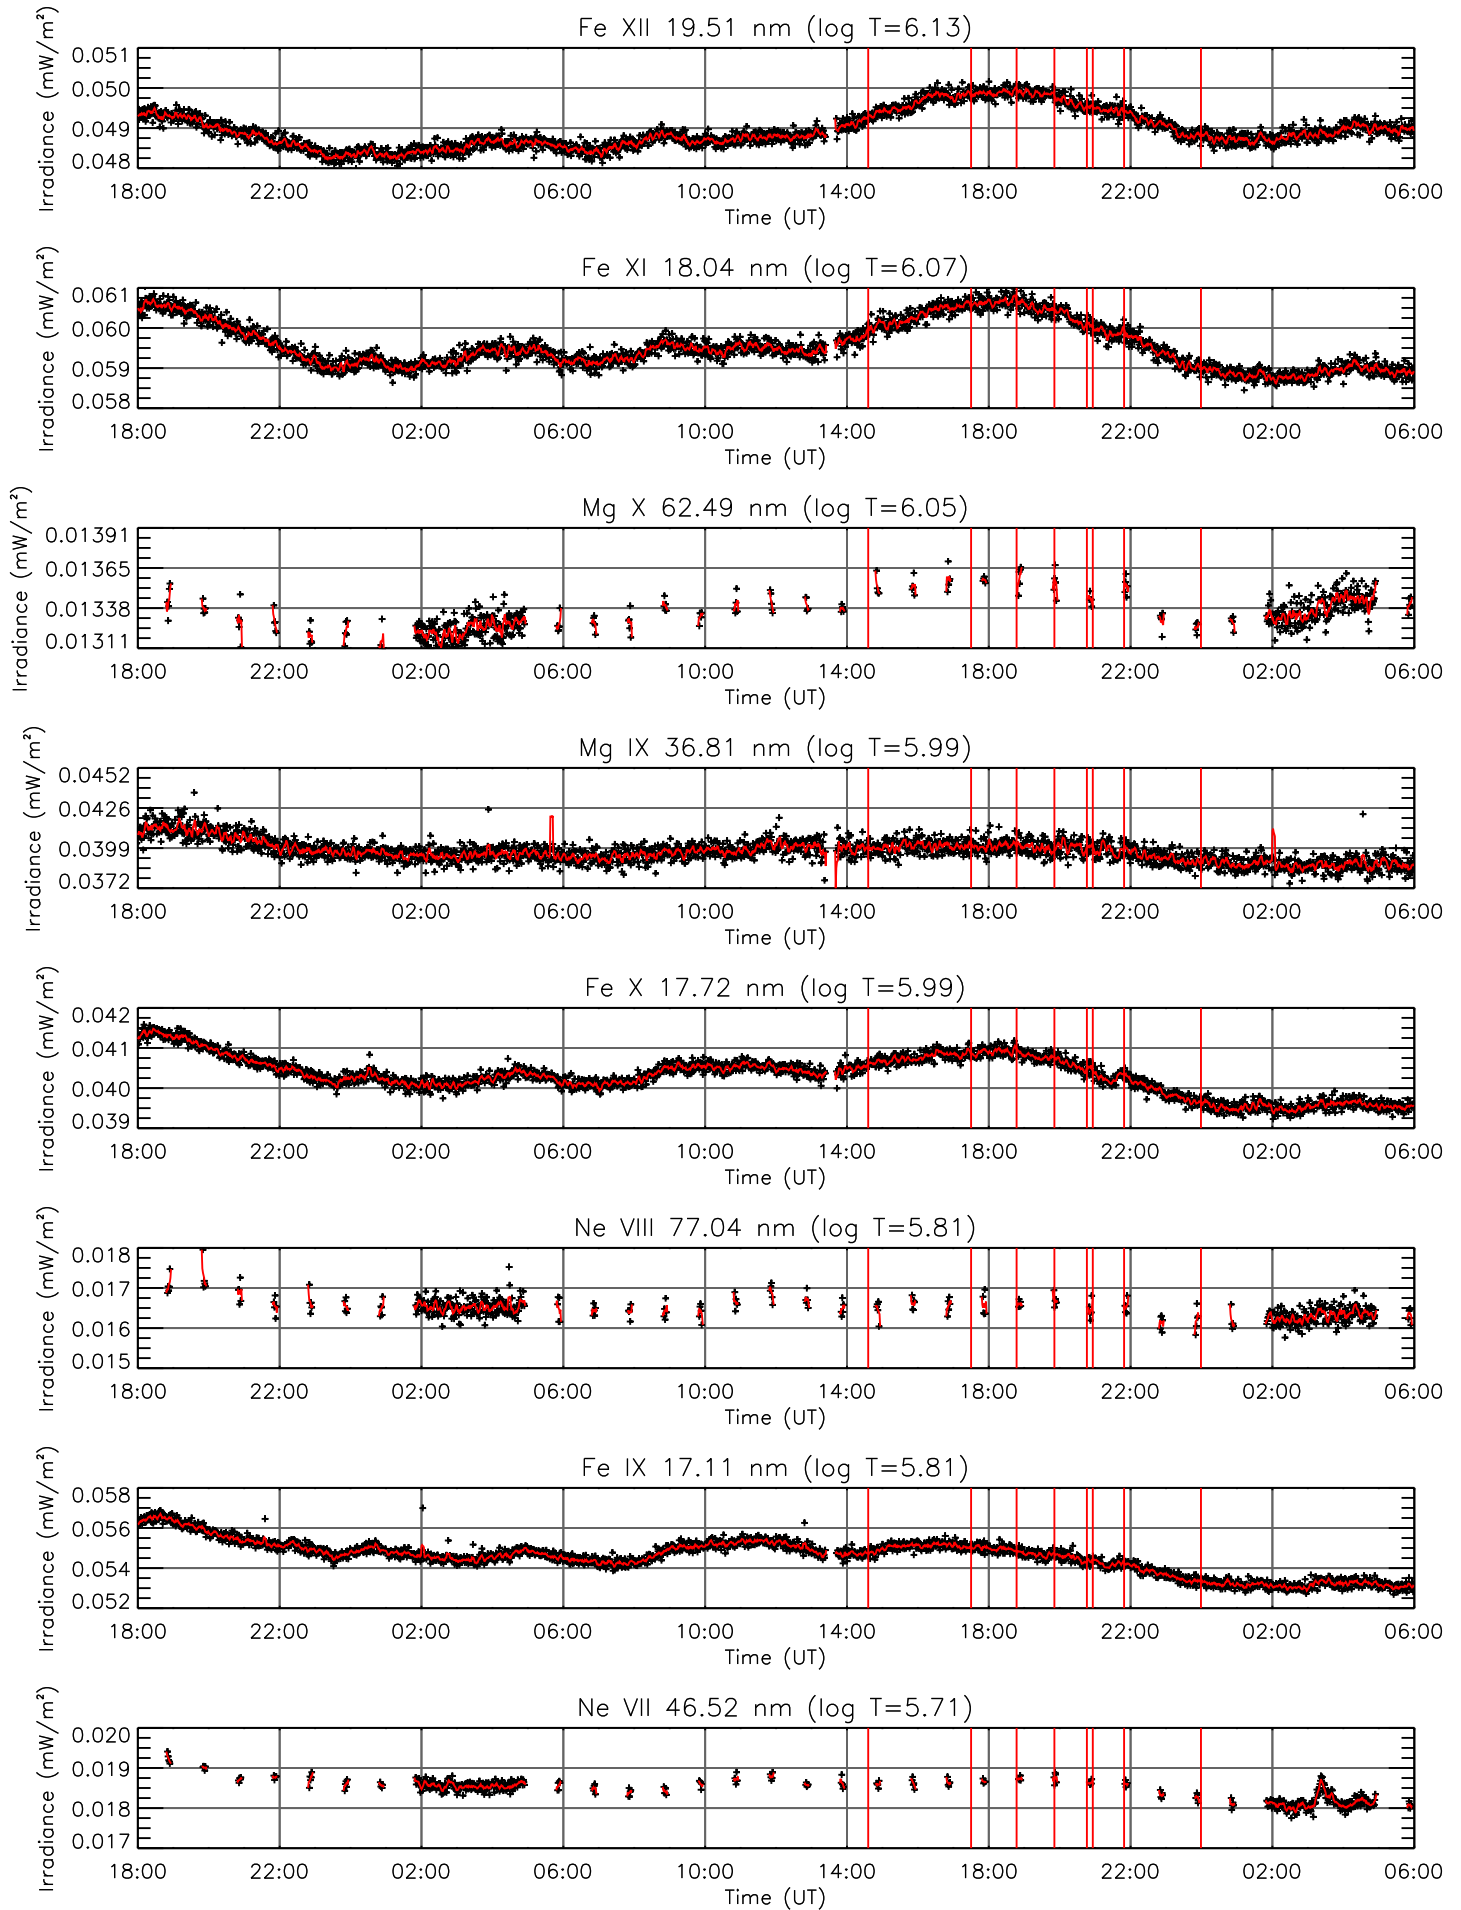 Fe XII 19.51 nm (log T=6.13)
Irradiance (mW/m²)
0.051
0.050
0.049
0.048
18:00 22:00 02:00 06:00 10:00 14:00 18:00 22:00 02:00 06:00
Time (UT)
Fe XI 18.04 nm (log T=6.07)
Irradiance (mW/m²)
0.061
0.060
0.059
0.058
18:00 22:00 02:00 06:00 10:00 14:00 18:00 22:00 02:00 06:00
Time (UT)
Mg X 62.49 nm (log T=6.05)
Irradiance (mW/m²)
0.01391
0.01365
0.01338
0.01311
18:00 22:00 02:00 06:00 10:00 14:00 18:00 22:00 02:00 06:00
Time (UT)
Mg IX 36.81 nm (log T=5.99)
Irradiance (mW/m²)
0.0452
0.0426
0.0399
0.0372
18:00 22:00 02:00 06:00 10:00 14:00 18:00 22:00 02:00 06:00
Time (UT)
Fe X 17.72 nm (log T=5.99)
Irradiance (mW/m²)
0.042
0.041
0.040
0.039
18:00 22:00 02:00 06:00 10:00 14:00 18:00 22:00 02:00 06:00
Time (UT)
Ne VIII 77.04 nm (log T=5.81)
Irradiance (mW/m²)
0.018
0.017
0.016
0.015
18:00 22:00 02:00 06:00 10:00 14:00 18:00 22:00 02:00 06:00
Time (UT)
Fe IX 17.11 nm (log T=5.81)
Irradiance (mW/m²)
0.058
0.056
0.054
0.052
18:00 22:00 02:00 06:00 10:00 14:00 18:00 22:00 02:00 06:00
Time (UT)
Ne VII 46.52 nm (log T=5.71)
Irradiance (mW/m²)
0.020
0.019
0.018
0.017
18:00 22:00 02:00 06:00 10:00 14:00 18:00 22:00 02:00 06:00
Time (UT)